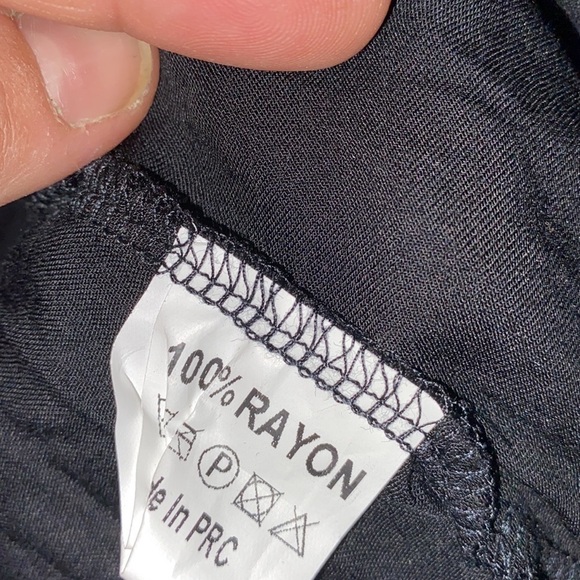 100% RAYON
P
de In PRC